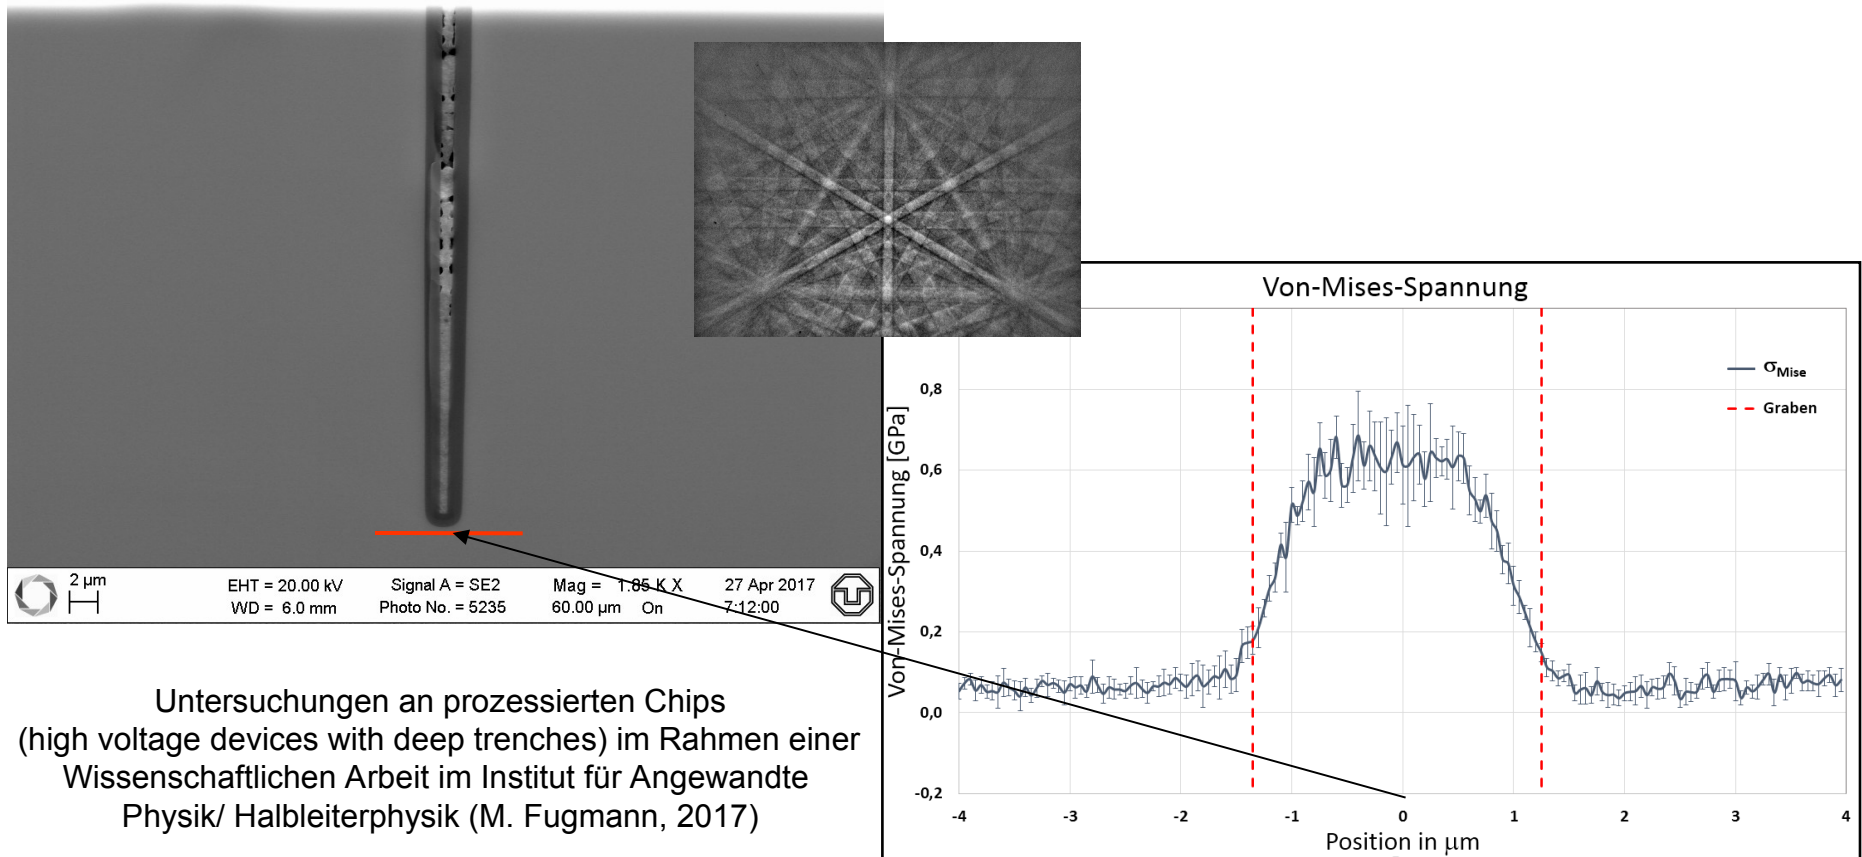 2 µm
EHT = 20.00 kV
WD = 6.0 mm
Signal A = SE2
Photo No. = 5235
Mag = 1.85 K X
60.00 µm On
27 Apr 2017
7:12:00
Untersuchungen an prozessierten Chips
(high voltage devices with deep trenches) im Rahmen einer
Wissenschaftlichen Arbeit im Institut für Angewandte
Physik/ Halbleiterphysik (M. Fugmann, 2017)
Von-Mises-Spannung
σMise
Graben
Von-Mises-Spannung [GPa]
0,8
0,6
0,4
0,2
0,0
-0,2
-4 -3 -2 -1 0 1 2 3 4
Position in µm